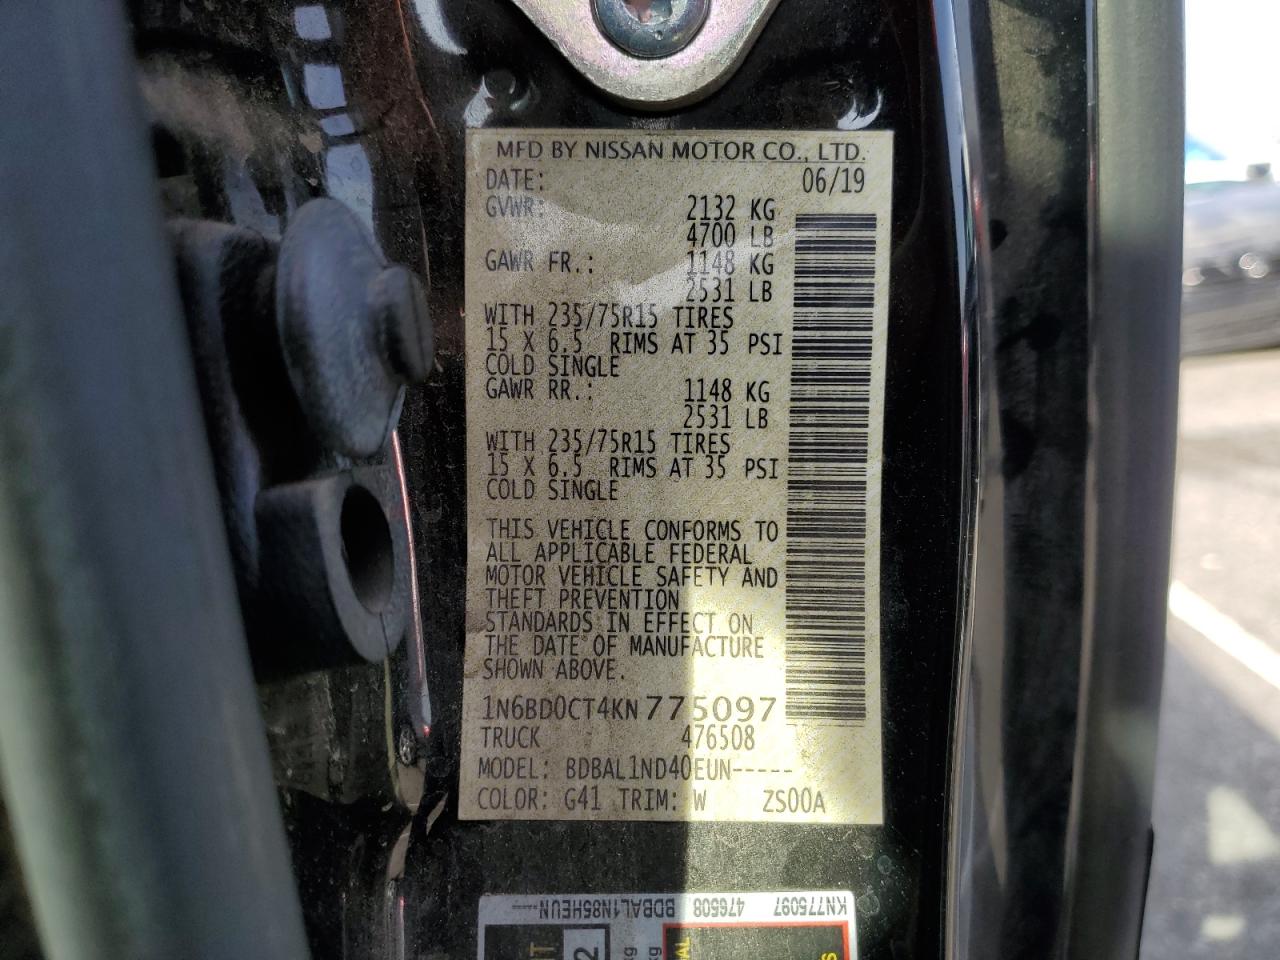 MFD BY NISSAN MOTOR CO., LTD.
DATE: 06/19
GVWR: 2132 KG
4700 LB
GAWR FR.: 1148 KG
2531 LB
WITH 235/75R15 TIRES
15 X 6.5 RIMS AT 35 PSI
COLD SINGLE
GAWR RR.: 1148 KG
2531 LB
WITH 235/75R15 TIRES
15 X 6.5 RIMS AT 35 PSI
COLD SINGLE
THIS VEHICLE CONFORMS TO
ALL APPLICABLE FEDERAL
MOTOR VEHICLE SAFETY AND
THEFT PREVENTION
STANDARDS IN EFFECT ON
THE DATE OF MANUFACTURE
SHOWN ABOVE.
1N6BD0CT4KN775097
TRUCK 476508
MODEL: BDBAL1ND40EUN-----
COLOR: G41 TRIM: W ZS00A
KN775097 476508 BDBAL1N85HEUN-----